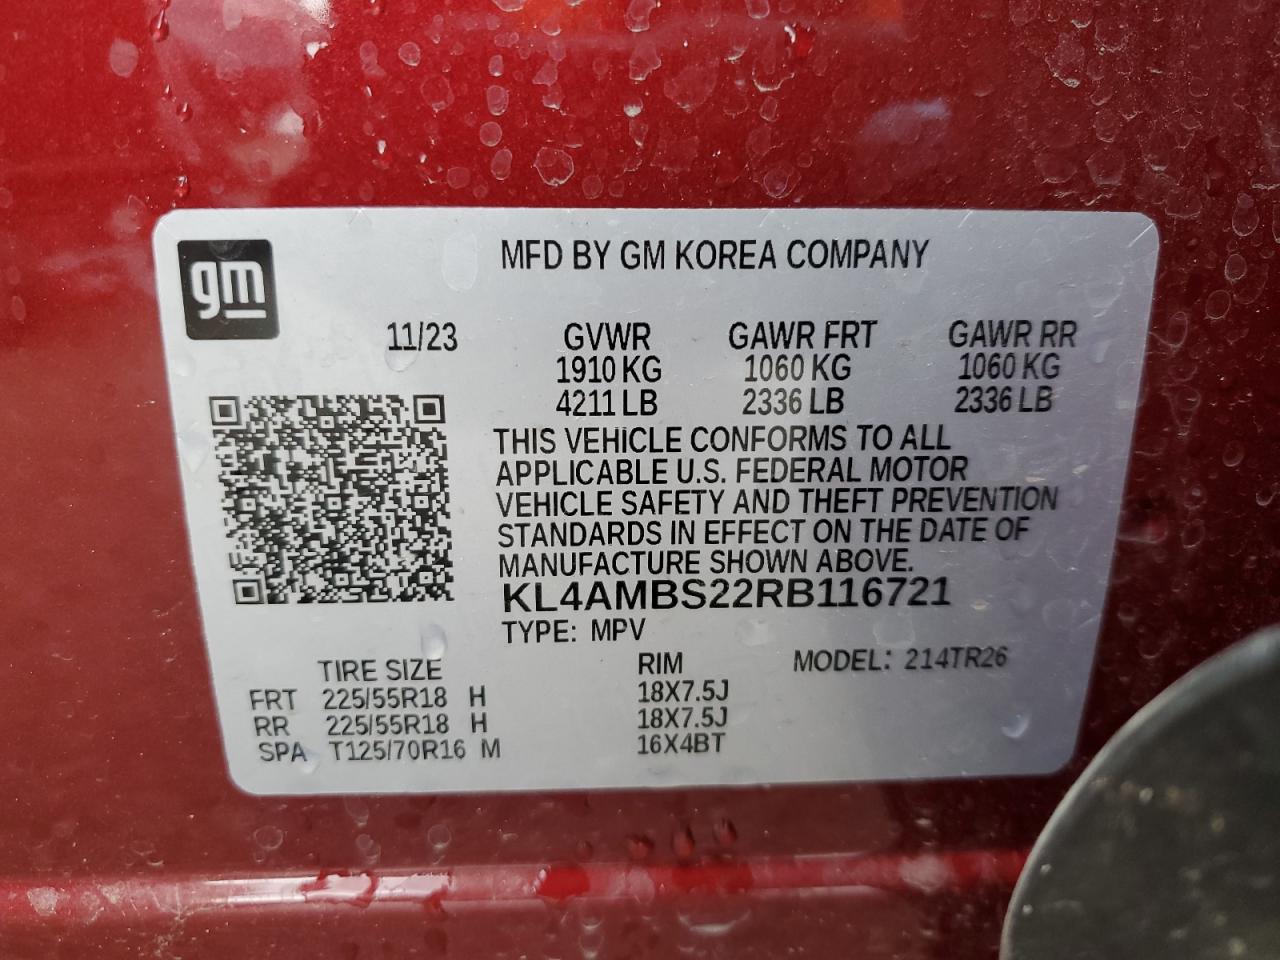 gm
MFD BY GM KOREA COMPANY
11/23 GVWR GAWR FRT GAWR RR
1910 KG 1060 KG 1060 KG
4211 LB 2336 LB 2336 LB
THIS VEHICLE CONFORMS TO ALL
APPLICABLE U.S. FEDERAL MOTOR
VEHICLE SAFETY AND THEFT PREVENTION
STANDARDS IN EFFECT ON THE DATE OF
MANUFACTURE SHOWN ABOVE.
KL4AMBS22RB116721
TYPE: MPV
TIRE SIZE RIM MODEL: 214TR26
FRT 225/55R18 H 18X7.5J
RR 225/55R18 H 18X7.5J
SPA T125/70R16 M 16X4BT